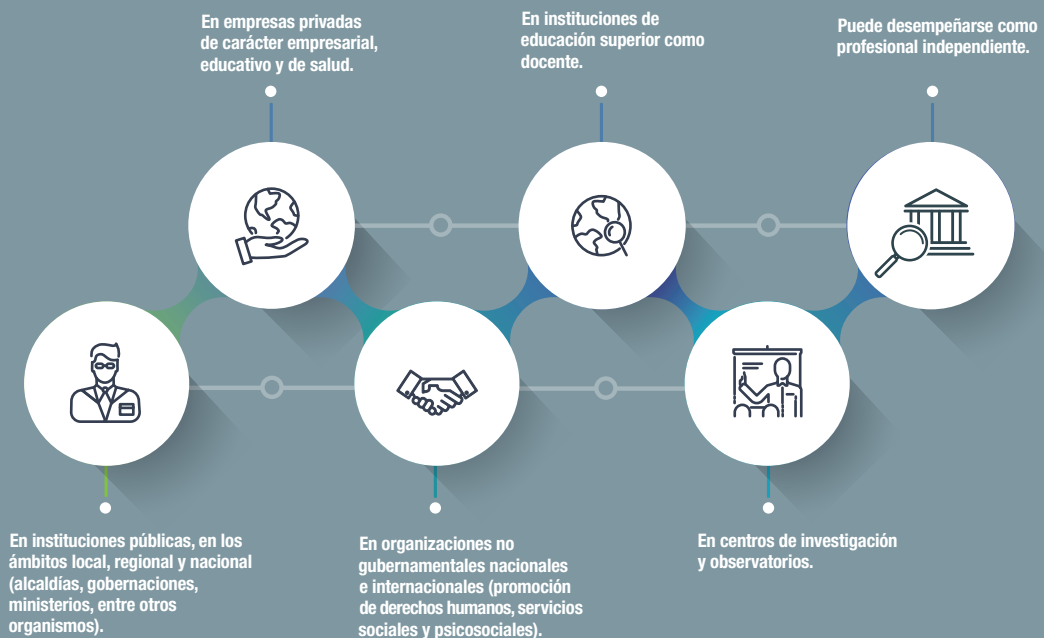 En empresas privadas
de carácter empresarial,
educativo y de salud.
En instituciones de
educación superior como
docente.
Puede desempeñarse como
profesional independiente.
En instituciones públicas, en los
ámbitos local, regional y nacional
(alcaldías, gobernaciones,
ministerios, entre otros
organismos).
En organizaciones no
gubernamentales nacionales
e internacionales (promoción
de derechos humanos, servicios
sociales y psicosociales).
En centros de investigación
y observatorios.